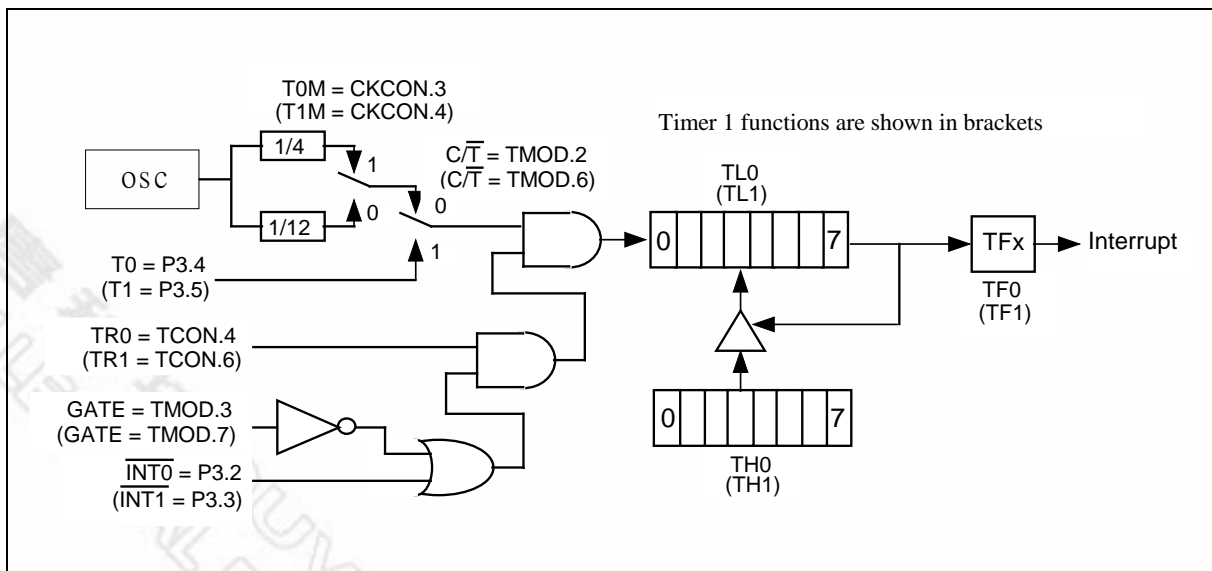 T0M = CKCON.3
(T1M = CKCON.4)
Timer 1 functions are shown in brackets
1/4
1
C/T̅ = TMOD.2
(C/T̅ = TMOD.6)
OSC
0
TL0
(TL1)
1/12
0
0
7
TFx
Interrupt
1
T0 = P3.4
(T1 = P3.5)
TF0
(TF1)
TR0 = TCON.4
(TR1 = TCON.6)
GATE = TMOD.3
(GATE = TMOD.7)
0
7
I̅N̅T̅0̅ = P3.2
(I̅N̅T̅1̅ = P3.3)
TH0
(TH1)